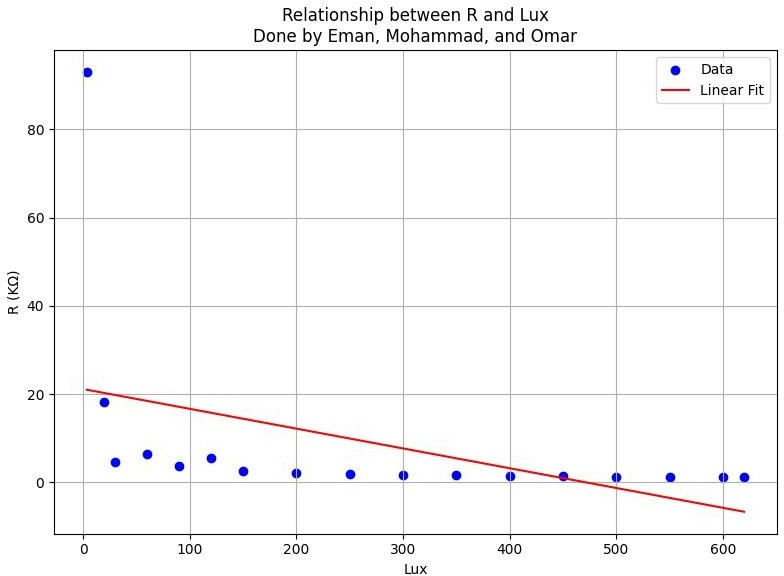 Relationship between R and Lux
Done by Eman, Mohammad, and Omar
Data
Linear Fit
R (KΩ)
80
60
40
20
0
0 100 200 300 400 500 600
Lux